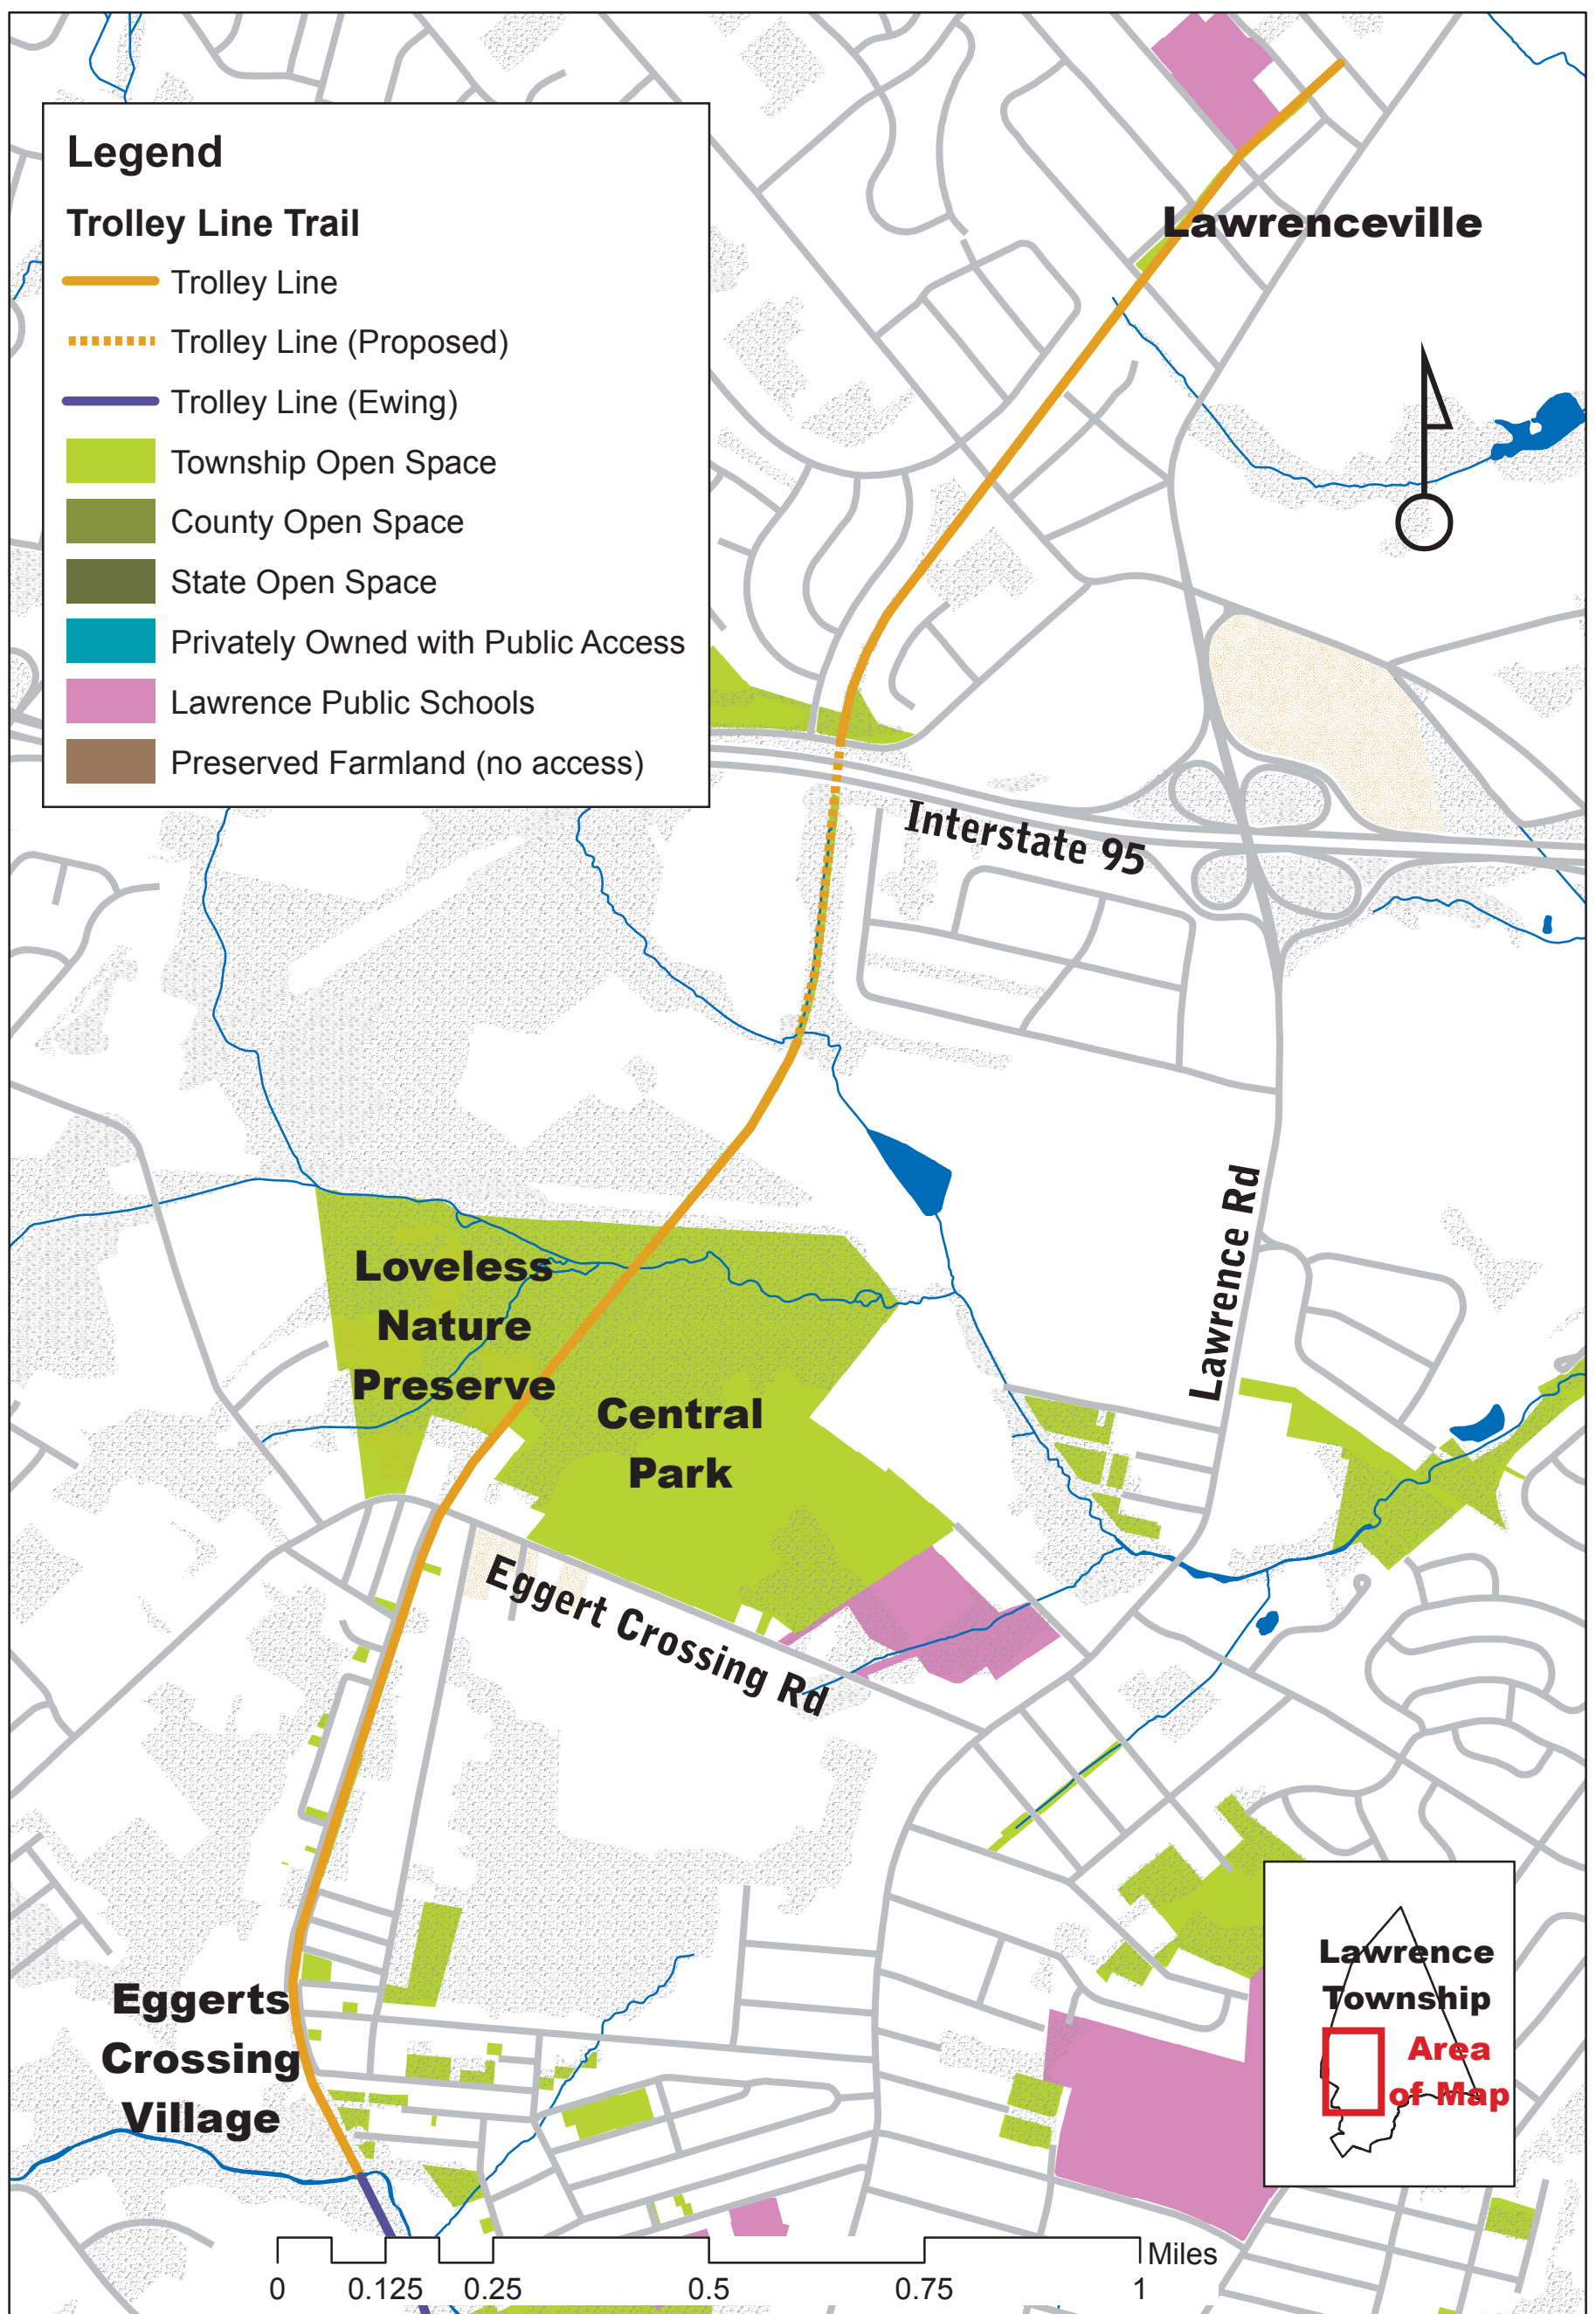 Legend
Trolley Line Trail
Trolley Line
Trolley Line (Proposed)
Trolley Line (Ewing)
Township Open Space
County Open Space
State Open Space
Privately Owned with Public Access
Lawrence Public Schools
Preserved Farmland (no access)
Lawrenceville
Interstate 95
Lawrence Rd
Loveless
Nature
Preserve
Central
Park
Eggert Crossing Rd
Eggerts
Crossing
Village
Lawrence
Township
Area
of Map
Miles
0 0.125 0.25 0.5 0.75 1